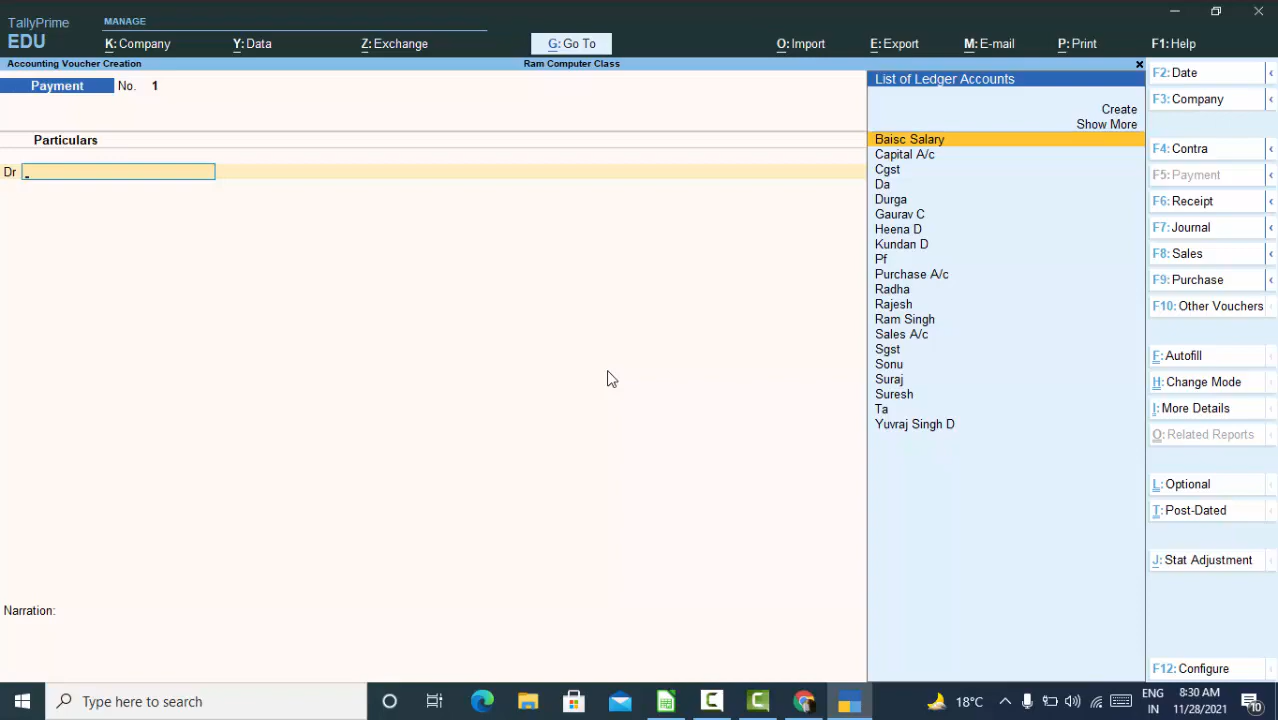 TallyPrime
EDU
MANAGE
K: Company
Y: Data
Z: Exchange
G: Go To
O: Import
E: Export
M: E-mail
P: Print
F1: Help
Accounting Voucher Creation
Ram Computer Class
Payment No. 1
Particulars
Dr
Narration:
List of Ledger Accounts
Create
Show More
Baisc Salary
Capital A/c
Cgst
Da
Durga
Gaurav C
Heena D
Kundan D
Pf
Purchase A/c
Radha
Rajesh
Ram Singh
Sales A/c
Sgst
Sonu
Suraj
Suresh
Ta
Yuvraj Singh D
F2: Date
F3: Company
F4: Contra
F5: Payment
F6: Receipt
F7: Journal
F8: Sales
F9: Purchase
F10: Other Vouchers
F: Autofill
H: Change Mode
I: More Details
O: Related Reports
L: Optional
T: Post-Dated
J: Stat Adjustment
F12: Configure
Type here to search
18°C
ENG
IN
8:30 AM
11/28/2021
10